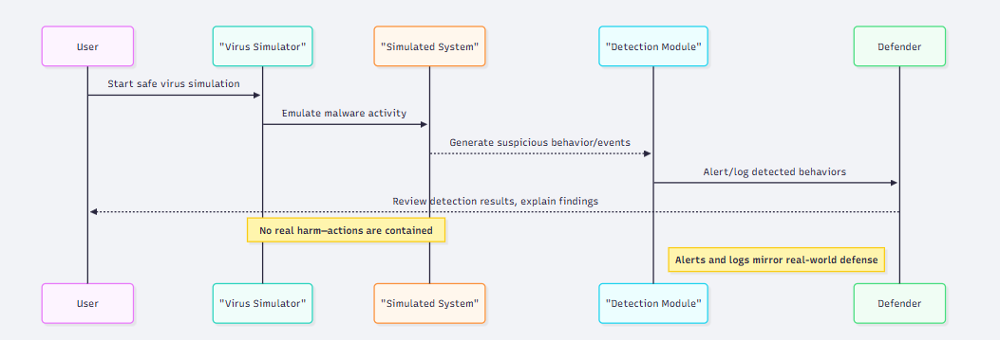 User
"Virus Simulator"
"Simulated System"
"Detection Module"
Defender
Start safe virus simulation
Emulate malware activity
Generate suspicious behavior/events
Alert/log detected behaviors
Review detection results, explain findings
No real harm—actions are contained
Alerts and logs mirror real-world defense
User
"Virus Simulator"
"Simulated System"
"Detection Module"
Defender